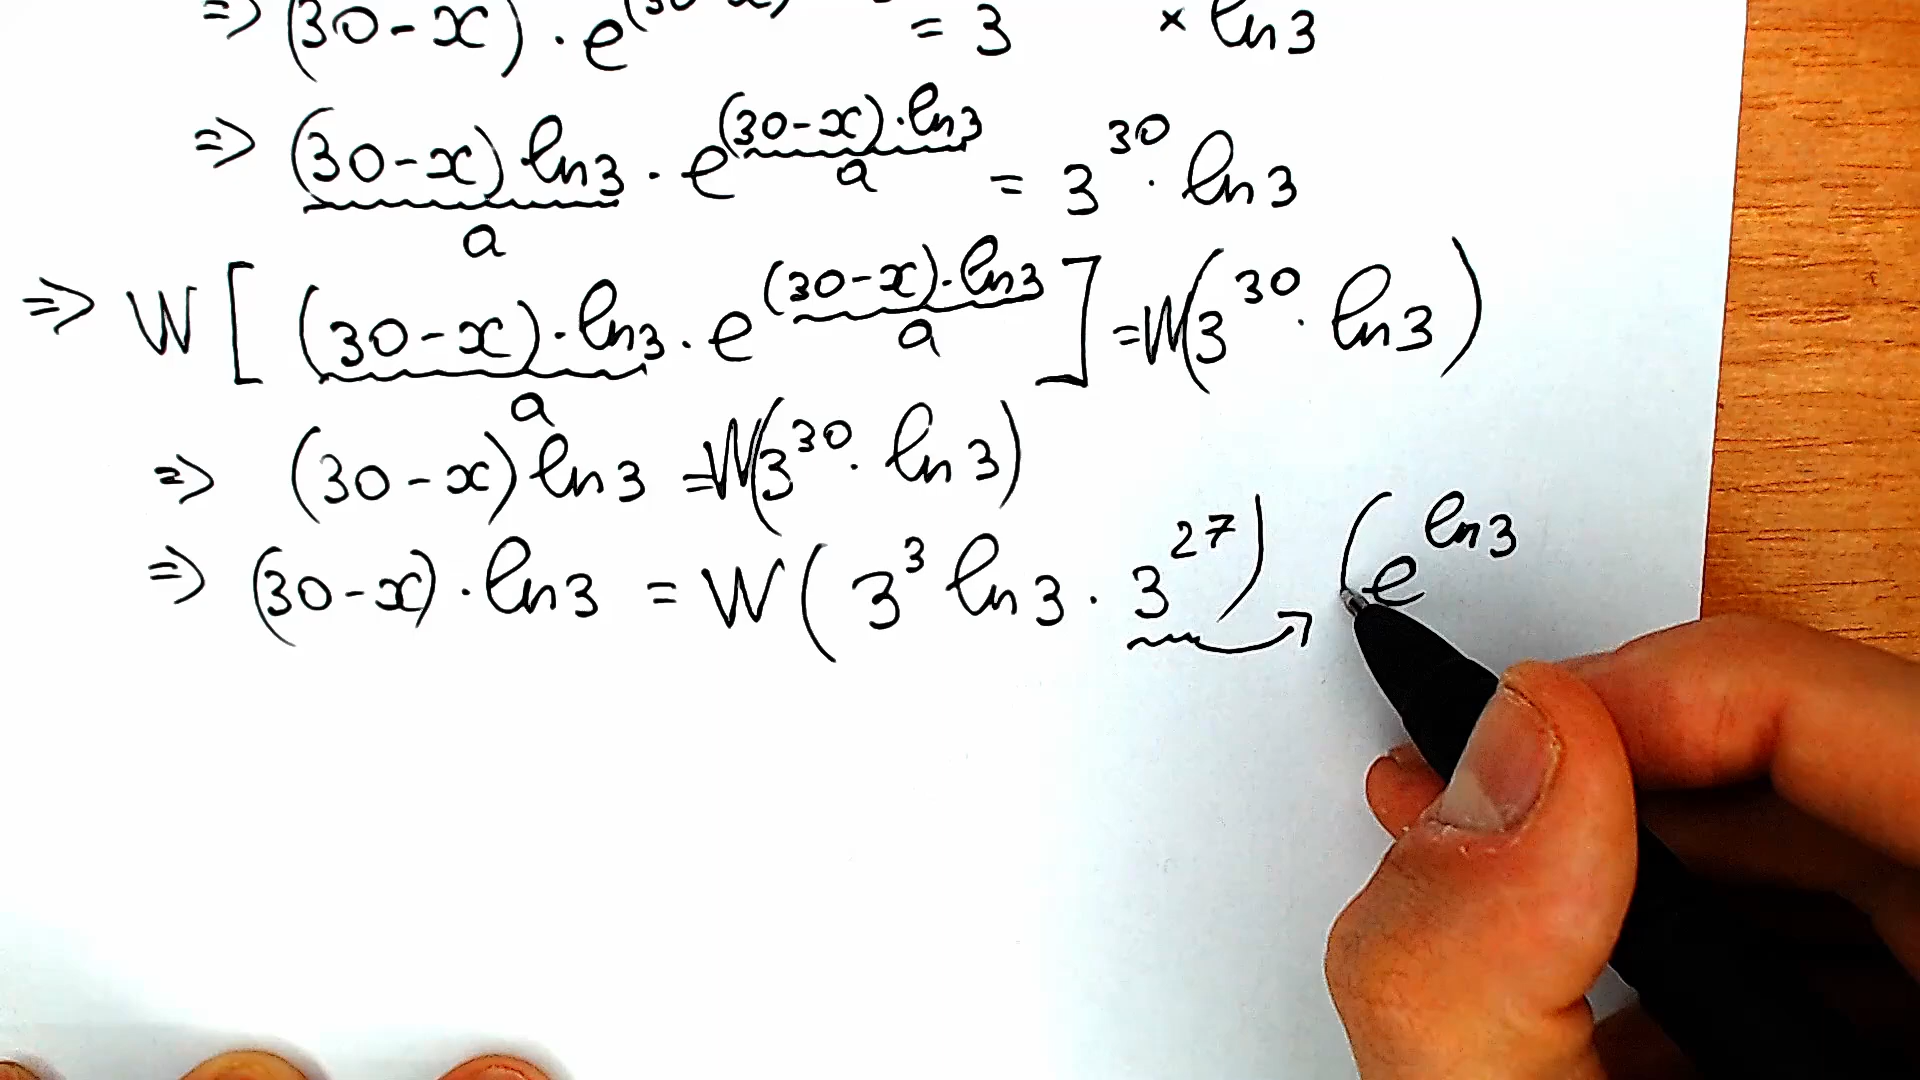 => (30-x) · e^(30-x) = 3 × ln3
=> (30-x) ln3 · e^((30-x)·ln3) = 3^30 · ln3
a a
=> W [ (30-x) · ln3 · e^((30-x)·ln3) ] = W(3^30 · ln3)
a a
=> (30-x) ln3 = W(3^30 · ln3)
=> (30-x) · ln3 = W( 3^3 ln3 · 3^27 ) (e^ln3